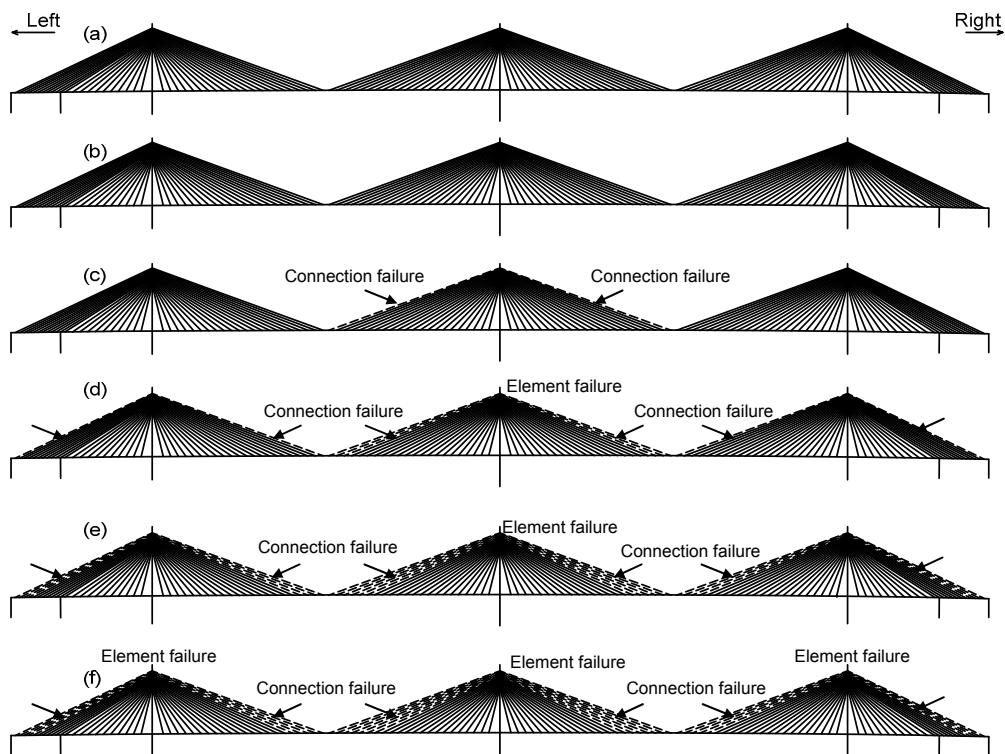 Left
Right
(a)
(b)
(c)
Connection failure
Connection failure
(d)
Element failure
Connection failure
Connection failure
(e)
Element failure
Connection failure
Connection failure
Element failure
Element failure
Element failure
(f)
Connection failure
Connection failure